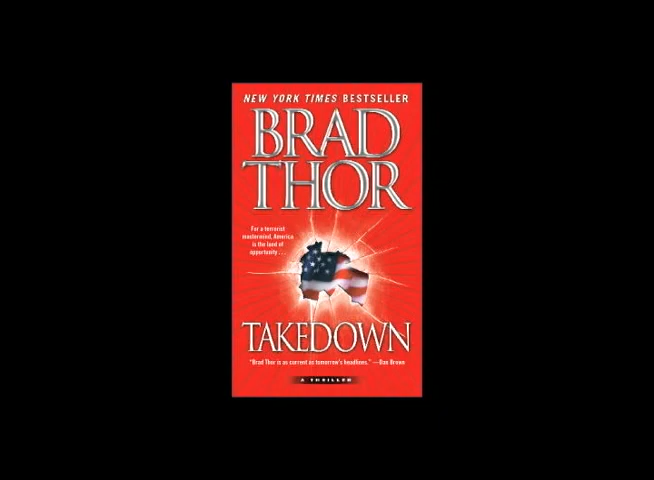 NEW YORK TIMES BESTSELLER
BRAD
THOR
For a terrorist
mastermind, America
is the land of
opportunity . . .
TAKEDOWN
"Brad Thor is as current as tomorrow's headlines." —Dan Brown
A THRILLER